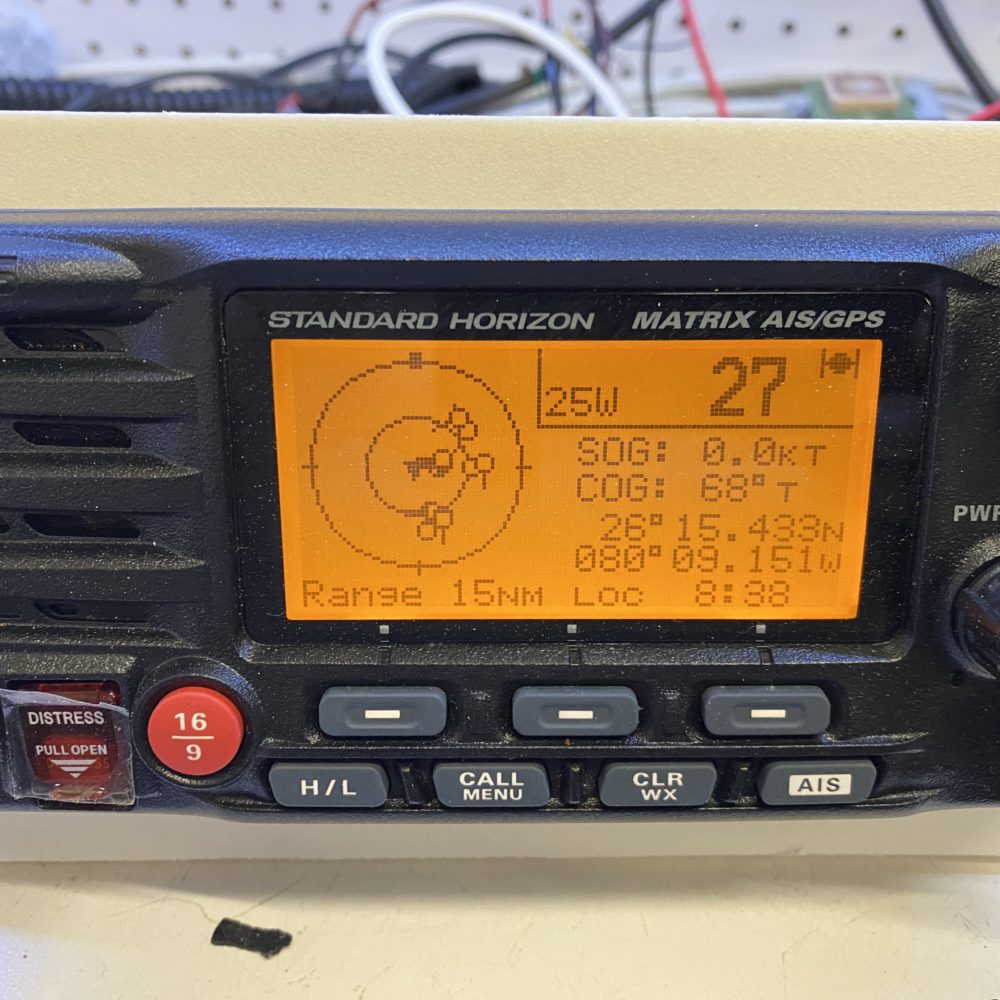 STANDARD HORIZON MATRIX AIS/GPS
25W 27
SOG: 0.0KT
COG: 68°T
26°15.433N
080°09.151W
Range 15NM LOC 8:38
PWR
DISTRESS
PULL OPEN
16
9
H/L
CALL
MENU
CLR
WX
AIS